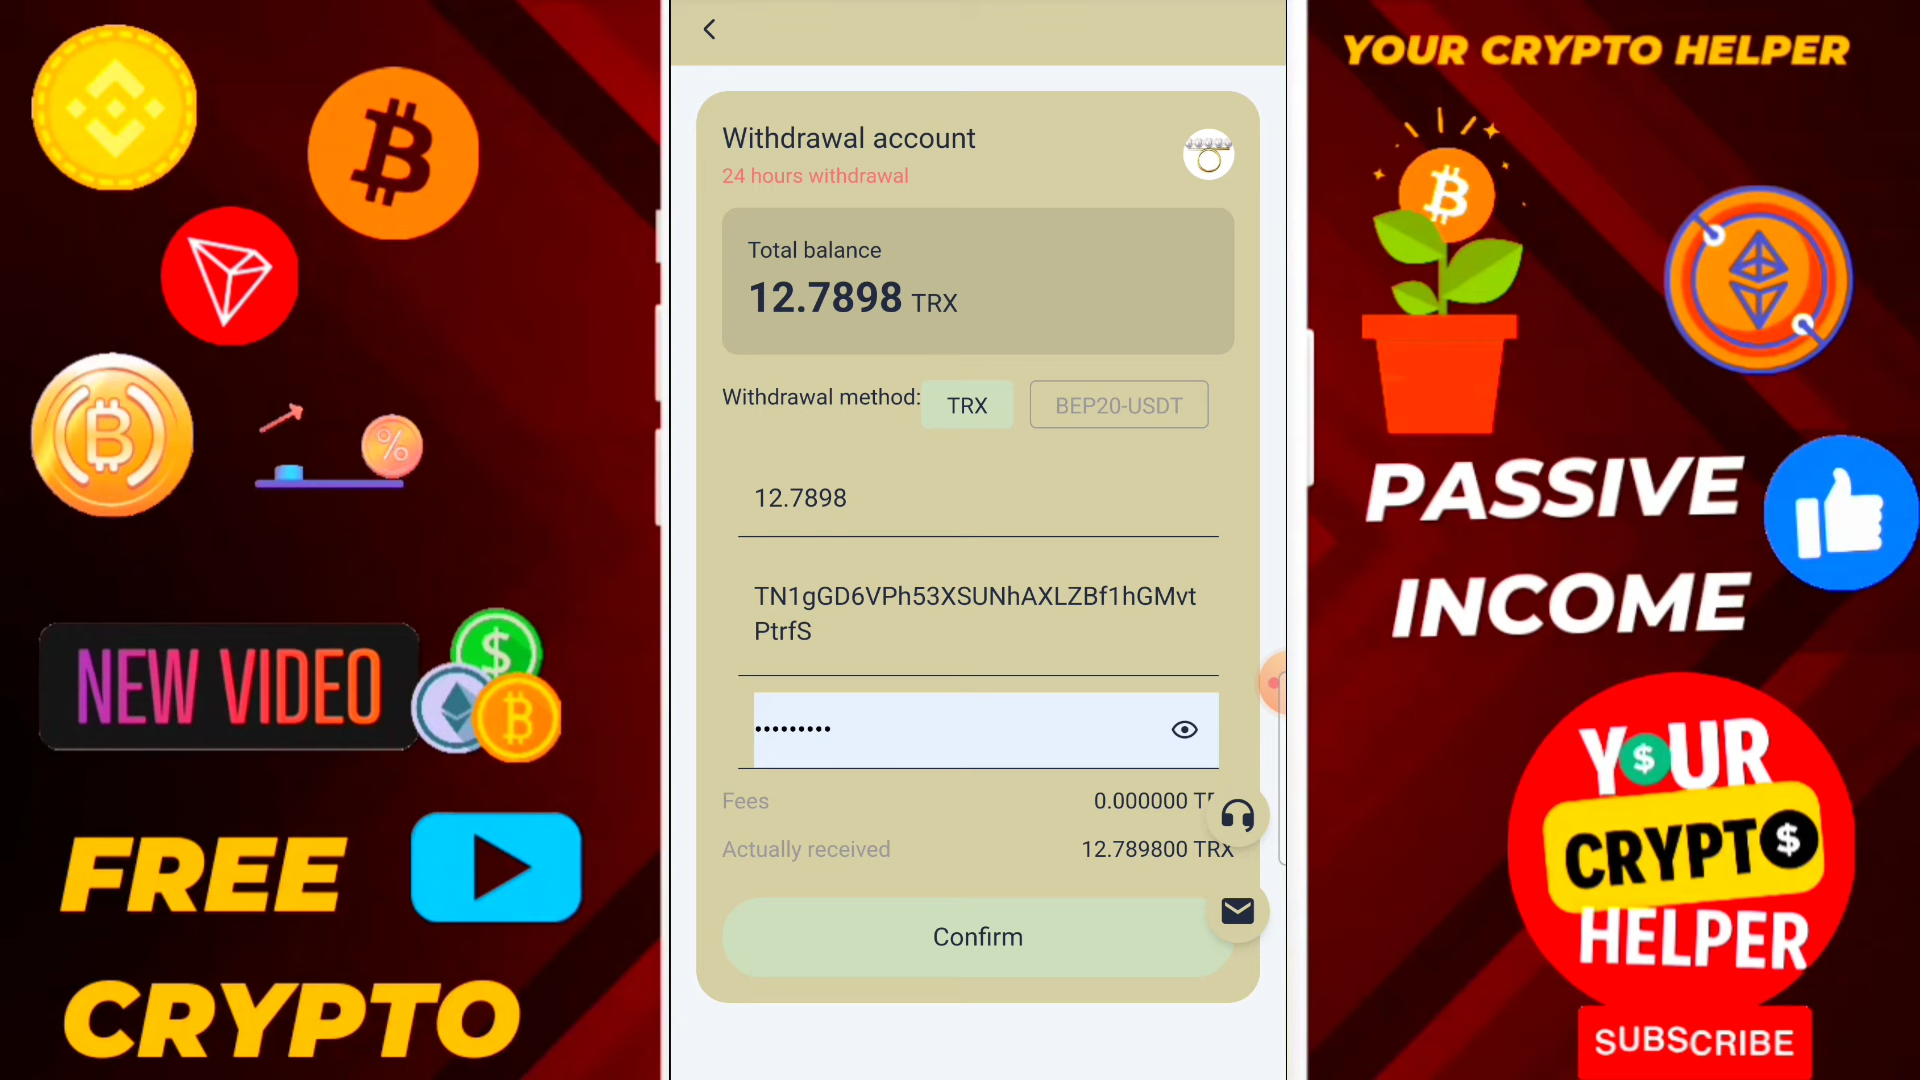 YOUR CRYPTO HELPER
Withdrawal account
24 hours withdrawal
Total balance
12.7898 TRX
Withdrawal method:
TRX
BEP20-USDT
12.7898
TN1gGD6VPh53XSUNhAXLZBf1hGMvt
PtrfS
Fees
0.000000
Actually received
12.789800 TRX
Confirm
NEW VIDEO
FREE
CRYPTO
PASSIVE
INCOME
YOUR
CRYPTO
HELPER
SUBSCRIBE